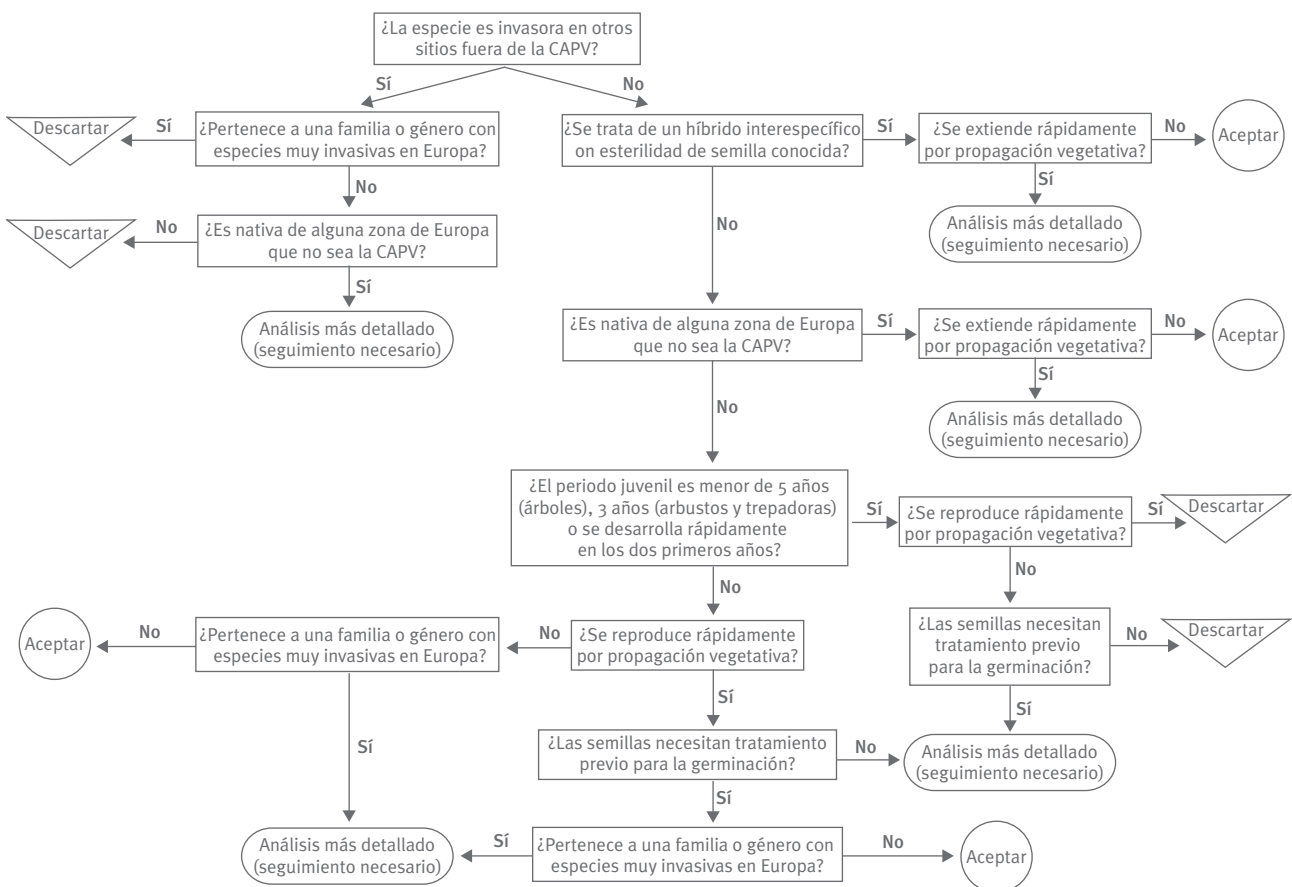 ¿La especie es invasora en otros
sitios fuera de la CAPV?
Sí
No
Descartar
Sí
¿Pertenece a una familia o género con
especies muy invasivas en Europa?
¿Se trata de un híbrido interespecífico
on esterilidad de semilla conocida?
Sí
¿Se extiende rápidamente
por propagación vegetativa?
No
Aceptar
No
Sí
Descartar
No
¿Es nativa de alguna zona de Europa
que no sea la CAPV?
No
Análisis más detallado
(seguimiento necesario)
Sí
Análisis más detallado
(seguimiento necesario)
¿Es nativa de alguna zona de Europa
que no sea la CAPV?
Sí
¿Se extiende rápidamente
por propagación vegetativa?
No
Aceptar
Sí
No
Análisis más detallado
(seguimiento necesario)
¿El periodo juvenil es menor de 5 años
(árboles), 3 años (arbustos y trepadoras)
o se desarrolla rápidamente
en los dos primeros años?
Sí
¿Se reproduce rápidamente
por propagación vegetativa?
Sí
Descartar
No
No
Aceptar
No
¿Pertenece a una familia o género con
especies muy invasivas en Europa?
No
¿Se reproduce rápidamente
por propagación vegetativa?
¿Las semillas necesitan
tratamiento previo
para la germinación?
No
Descartar
Sí
Sí
Sí
¿Las semillas necesitan tratamiento
previo para la germinación?
No
Análisis más detallado
(seguimiento necesario)
Sí
Análisis más detallado
(seguimiento necesario)
Sí
¿Pertenece a una familia o género con
especies muy invasivas en Europa?
No
Aceptar